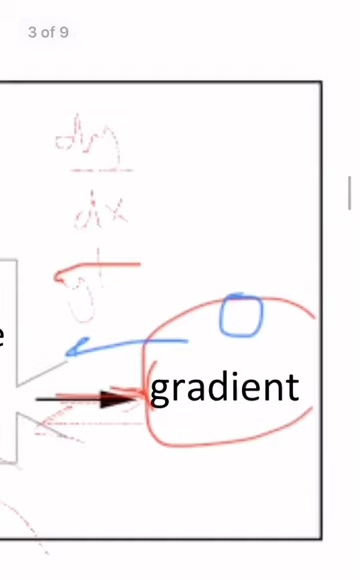 3 of 9
dy
dx
e
gradient